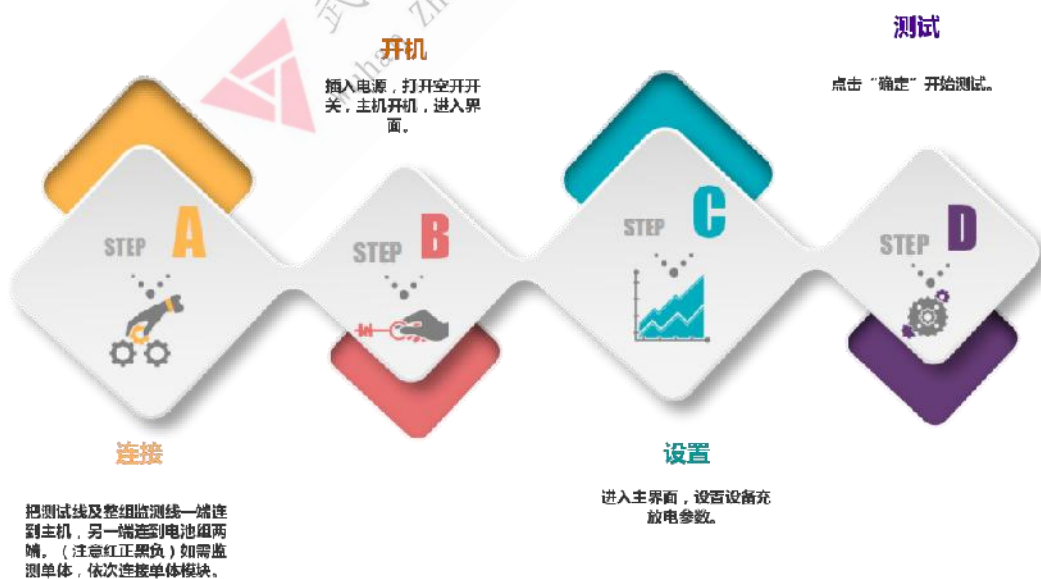 STEP A
连接
把测试线及整组监测线一端连
到主机，另一端连到电池组两
端。（注意红正黑负）如需监
测单体，依次连接单体模块。
开机
插入电源，打开空开开
关，主机开机，进入界
面。
STEP B
STEP C
设置
进入主界面，设置设备充
放电参数。
测试
点击“确定”开始测试。
STEP D
武
Wuhan